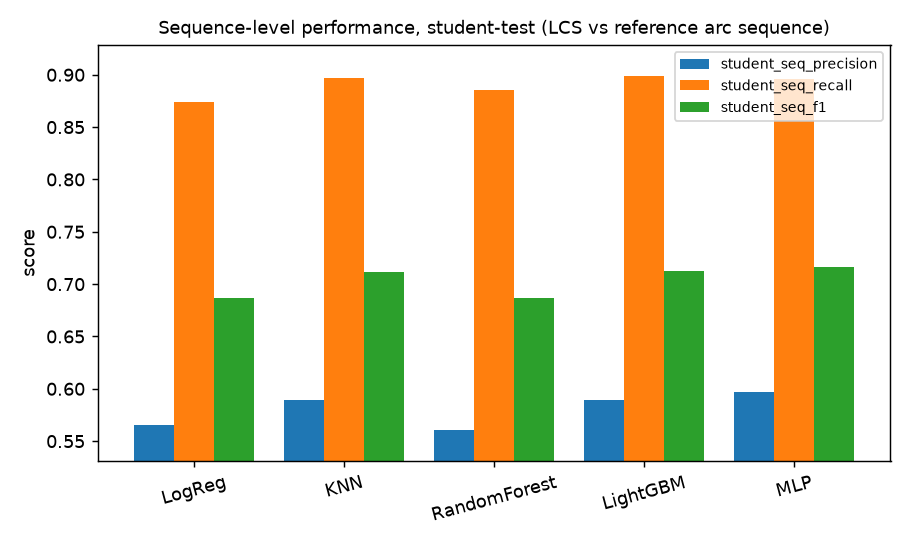 Sequence-level performance, student-test (LCS vs reference arc sequence)
student_seq_precision
student_seq_recall
student_seq_f1
score
0.90
0.85
0.80
0.75
0.70
0.65
0.60
0.55
LogReg
KNN
RandomForest
LightGBM
MLP